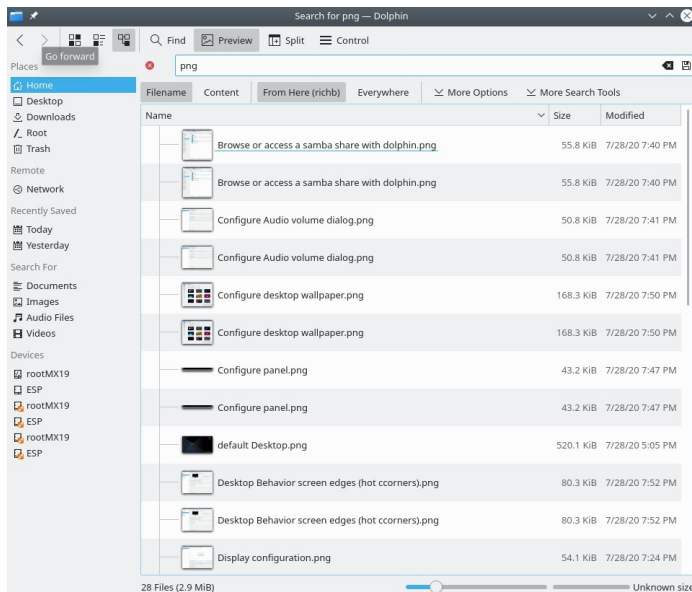 Search for png — Dolphin
Find
Preview
Split
Control
Go forward
Places
png
Home
Desktop
Downloads
Root
Trash
Remote
Network
Recently Saved
Today
Yesterday
Search For
Documents
Images
Audio Files
Videos
Devices
rootMX19
ESP
rootMX19
ESP
rootMX19
ESP
Filename Content From Here (richb) Everywhere More Options More Search Tools
Name Size Modified
Browse or access a samba share with dolphin.png 55.8 KiB 7/28/20 7:40 PM
Browse or access a samba share with dolphin.png 55.8 KiB 7/28/20 7:40 PM
Configure Audio volume dialog.png 50.8 KiB 7/28/20 7:41 PM
Configure Audio volume dialog.png 50.8 KiB 7/28/20 7:41 PM
Configure desktop wallpaper.png 168.3 KiB 7/28/20 7:50 PM
Configure desktop wallpaper.png 168.3 KiB 7/28/20 7:50 PM
Configure panel.png 43.2 KiB 7/28/20 7:47 PM
Configure panel.png 43.2 KiB 7/28/20 7:47 PM
default Desktop.png 520.1 KiB 7/28/20 5:05 PM
Desktop Behavior screen edges (hot ccorners).png 80.3 KiB 7/28/20 7:52 PM
Desktop Behavior screen edges (hot ccorners).png 80.3 KiB 7/28/20 7:52 PM
Display configuration.png 54.1 KiB 7/28/20 7:24 PM
28 Files (2.9 MiB) Unknown size